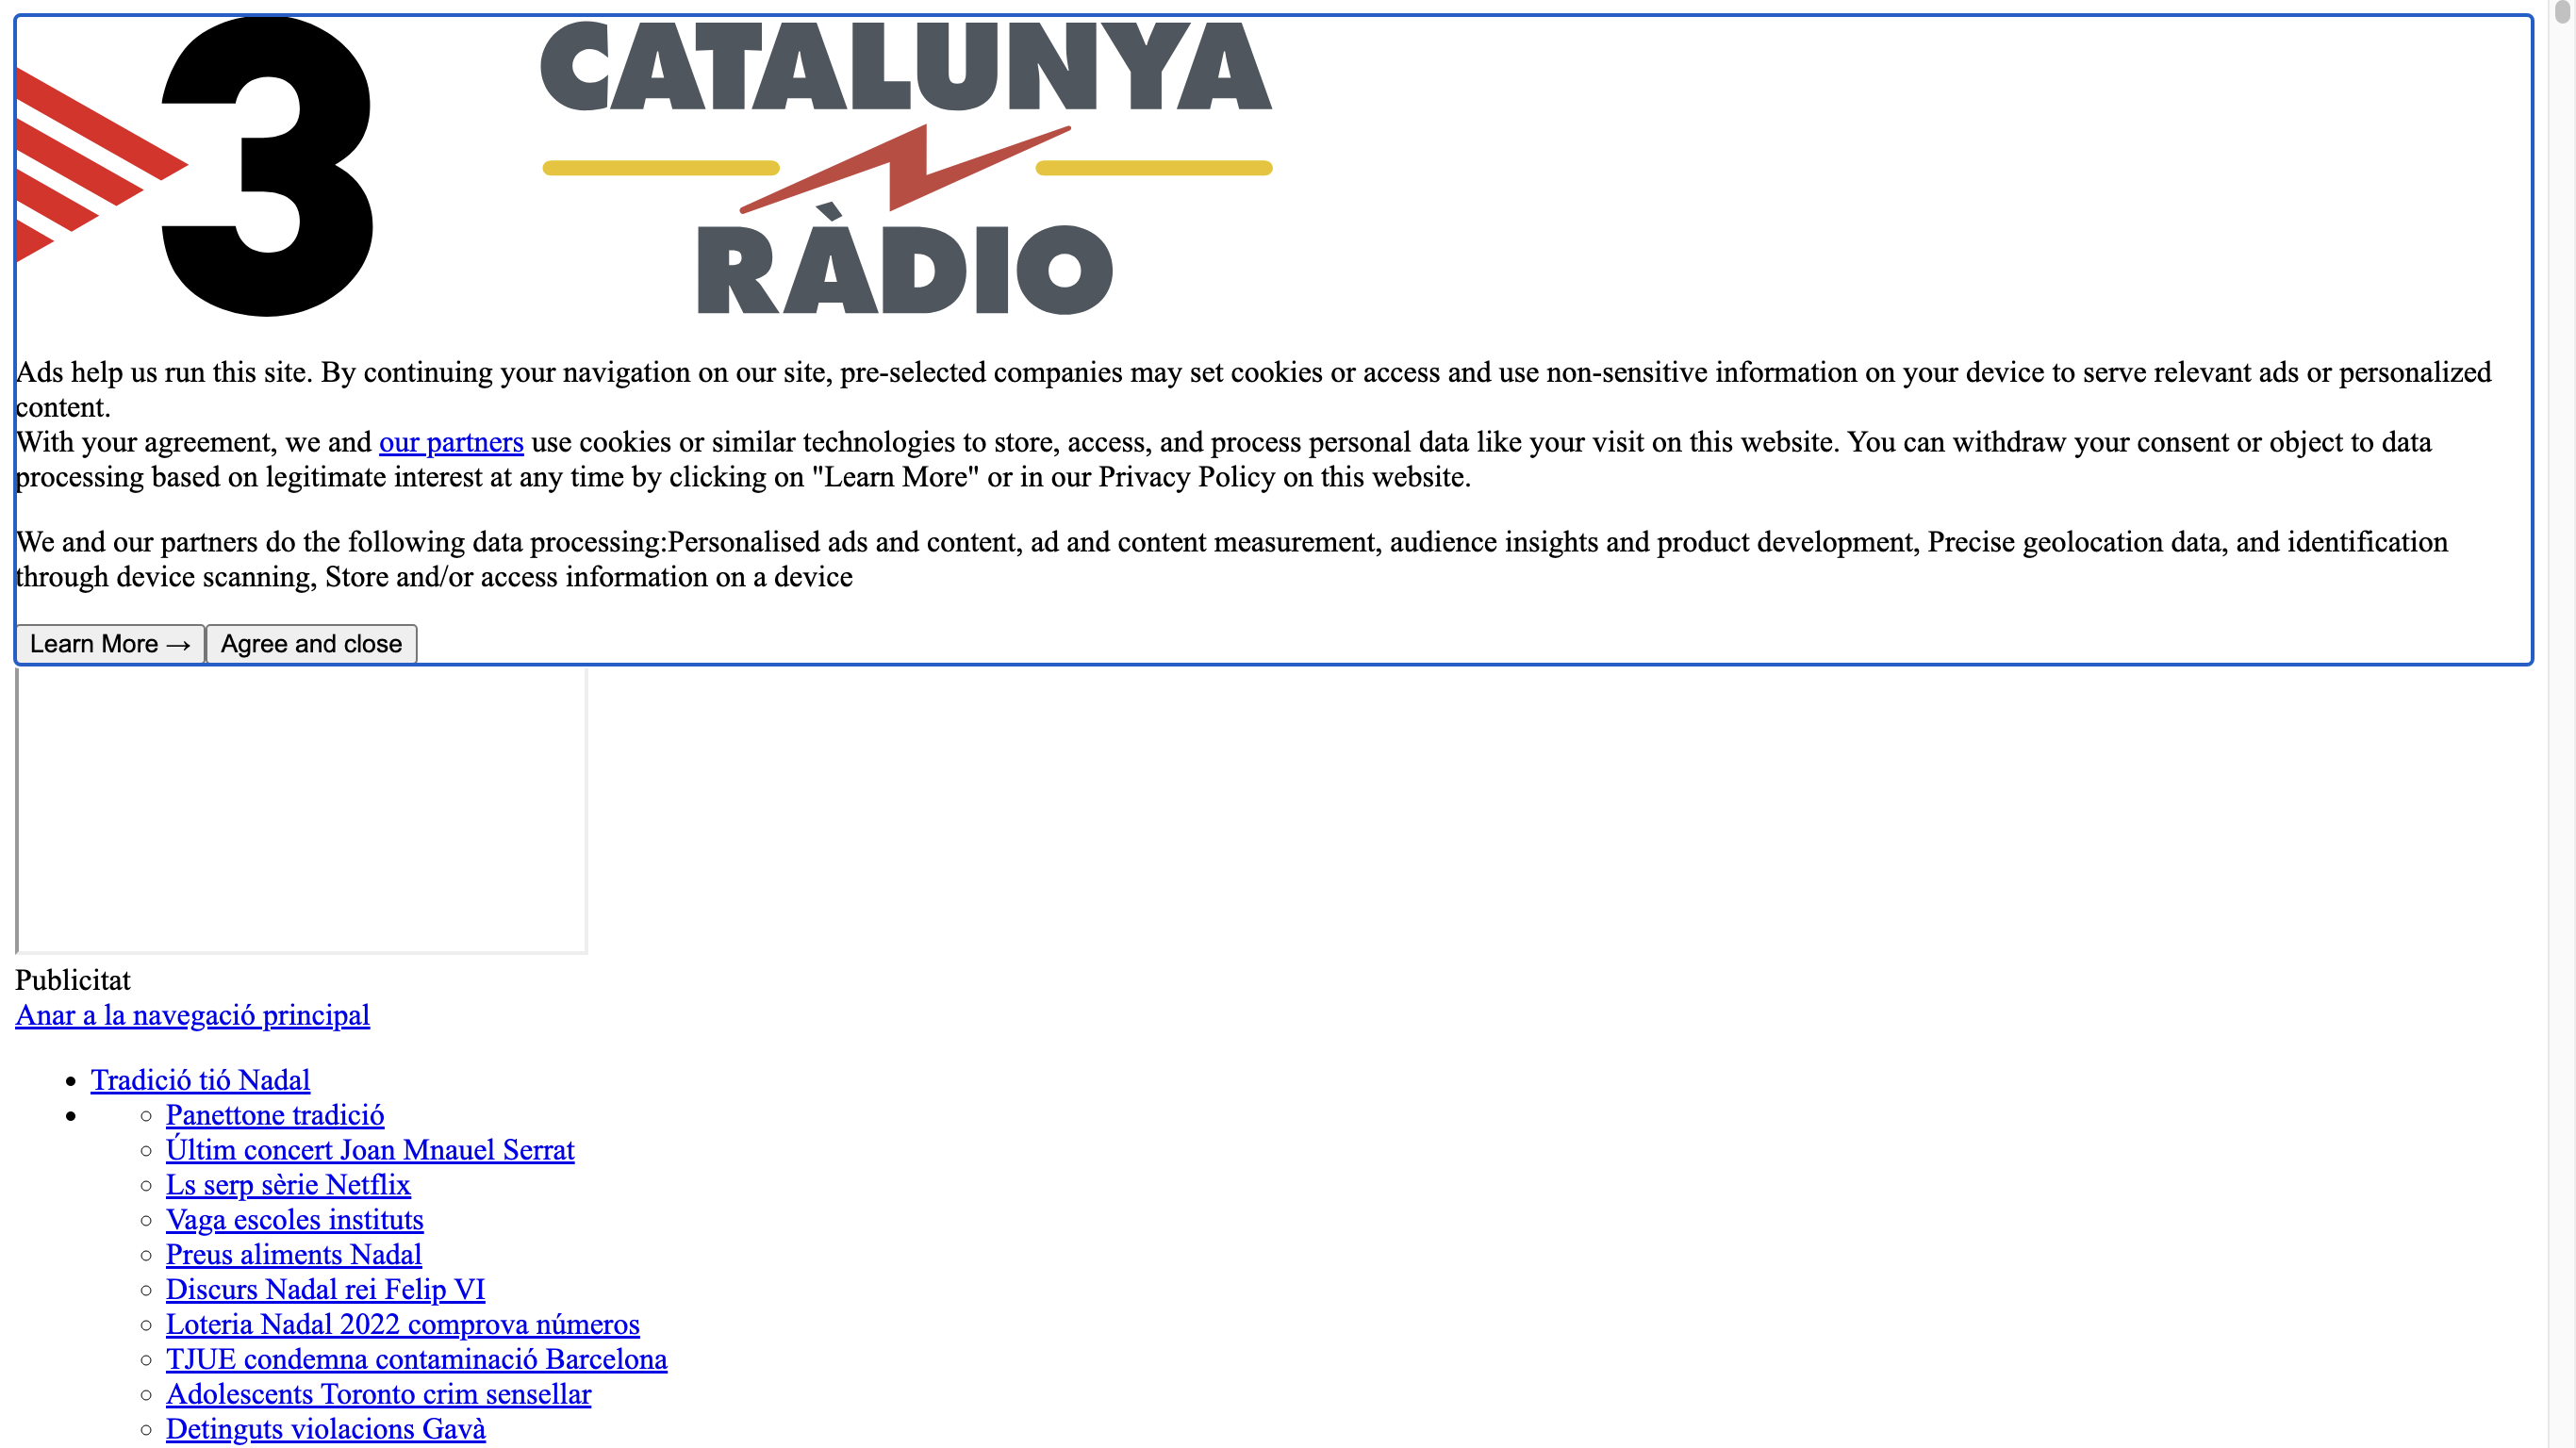 3
CATALUNYA
RÀDIO
Ads help us run this site. By continuing your navigation on our site, pre-selected companies may set cookies or access and use non-sensitive information on your device to serve relevant ads or personalized
content.
With your agreement, we and our partners use cookies or similar technologies to store, access, and process personal data like your visit on this website. You can withdraw your consent or object to data
processing based on legitimate interest at any time by clicking on "Learn More" or in our Privacy Policy on this website.
We and our partners do the following data processing:Personalised ads and content, ad and content measurement, audience insights and product development, Precise geolocation data, and identification
through device scanning, Store and/or access information on a device
Learn More → Agree and close
Publicitat
Anar a la navegació principal
Tradició tió Nadal
Panettone tradició
Últim concert Joan Mnauel Serrat
Ls serp sèrie Netflix
Vaga escoles instituts
Preus aliments Nadal
Discurs Nadal rei Felip VI
Loteria Nadal 2022 comprova números
TJUE condemna contaminació Barcelona
Adolescents Toronto crim sensellar
Detinguts violacions Gavà